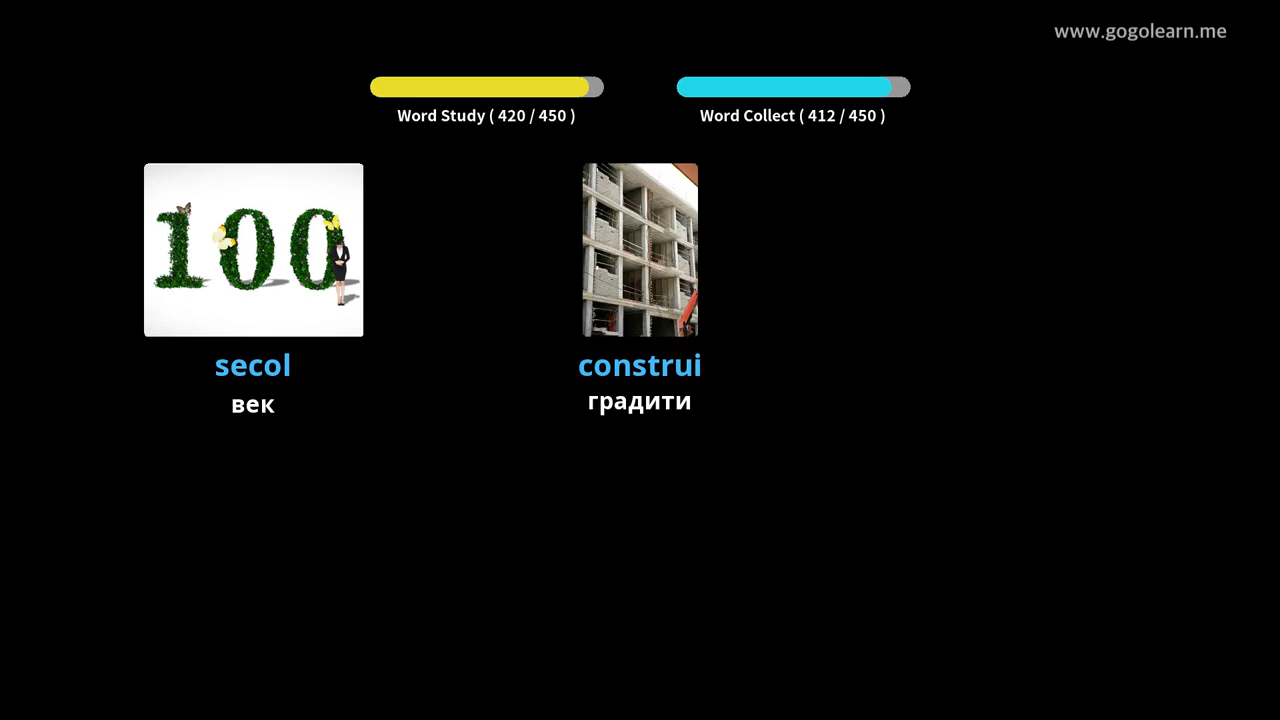 www.gogolearn.me
Word Study ( 420 / 450 )
Word Collect ( 412 / 450 )
100
secol
век
construi
градити